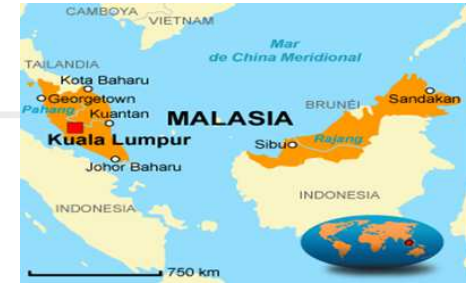 CAMBOYA
VIETNAM
Mar
de China Meridional
TAILANDIA
Kota Baharu
Georgetown
Pahang
Kuantan
MALASIA
BRUNÉI
Sandakan
Kuala Lumpur
Sibu
Rajang
Johor Baharu
INDONESIA
INDONESIA
750 km